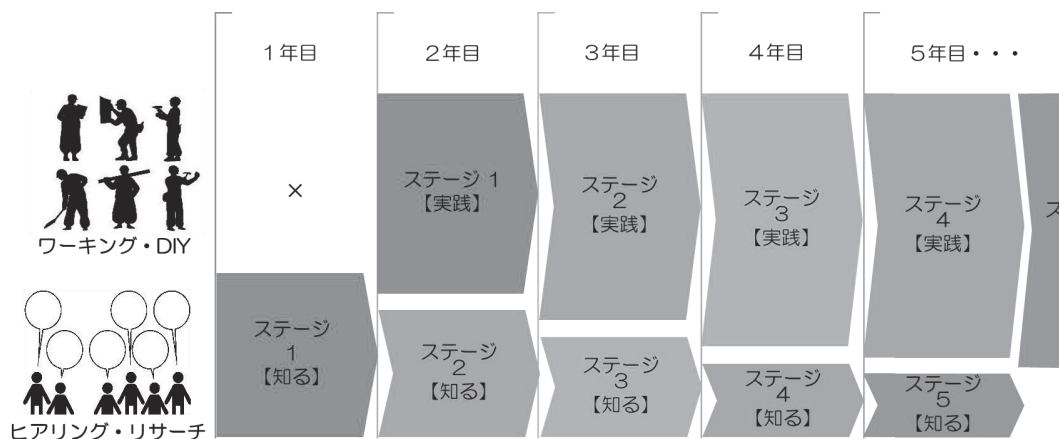 1年目
2年目
3年目
4年目
5年目・・・
ワーキング・DIY
×
ステージ 1
【実践】
ステージ
2
【実践】
ステージ
3
【実践】
ステージ
4
【実践】
ス
ヒアリング・リサーチ
ステージ
1
【知る】
ステージ
2
【知る】
ステージ
3
【知る】
ステージ
4
【知る】
ステージ
5
【知る】